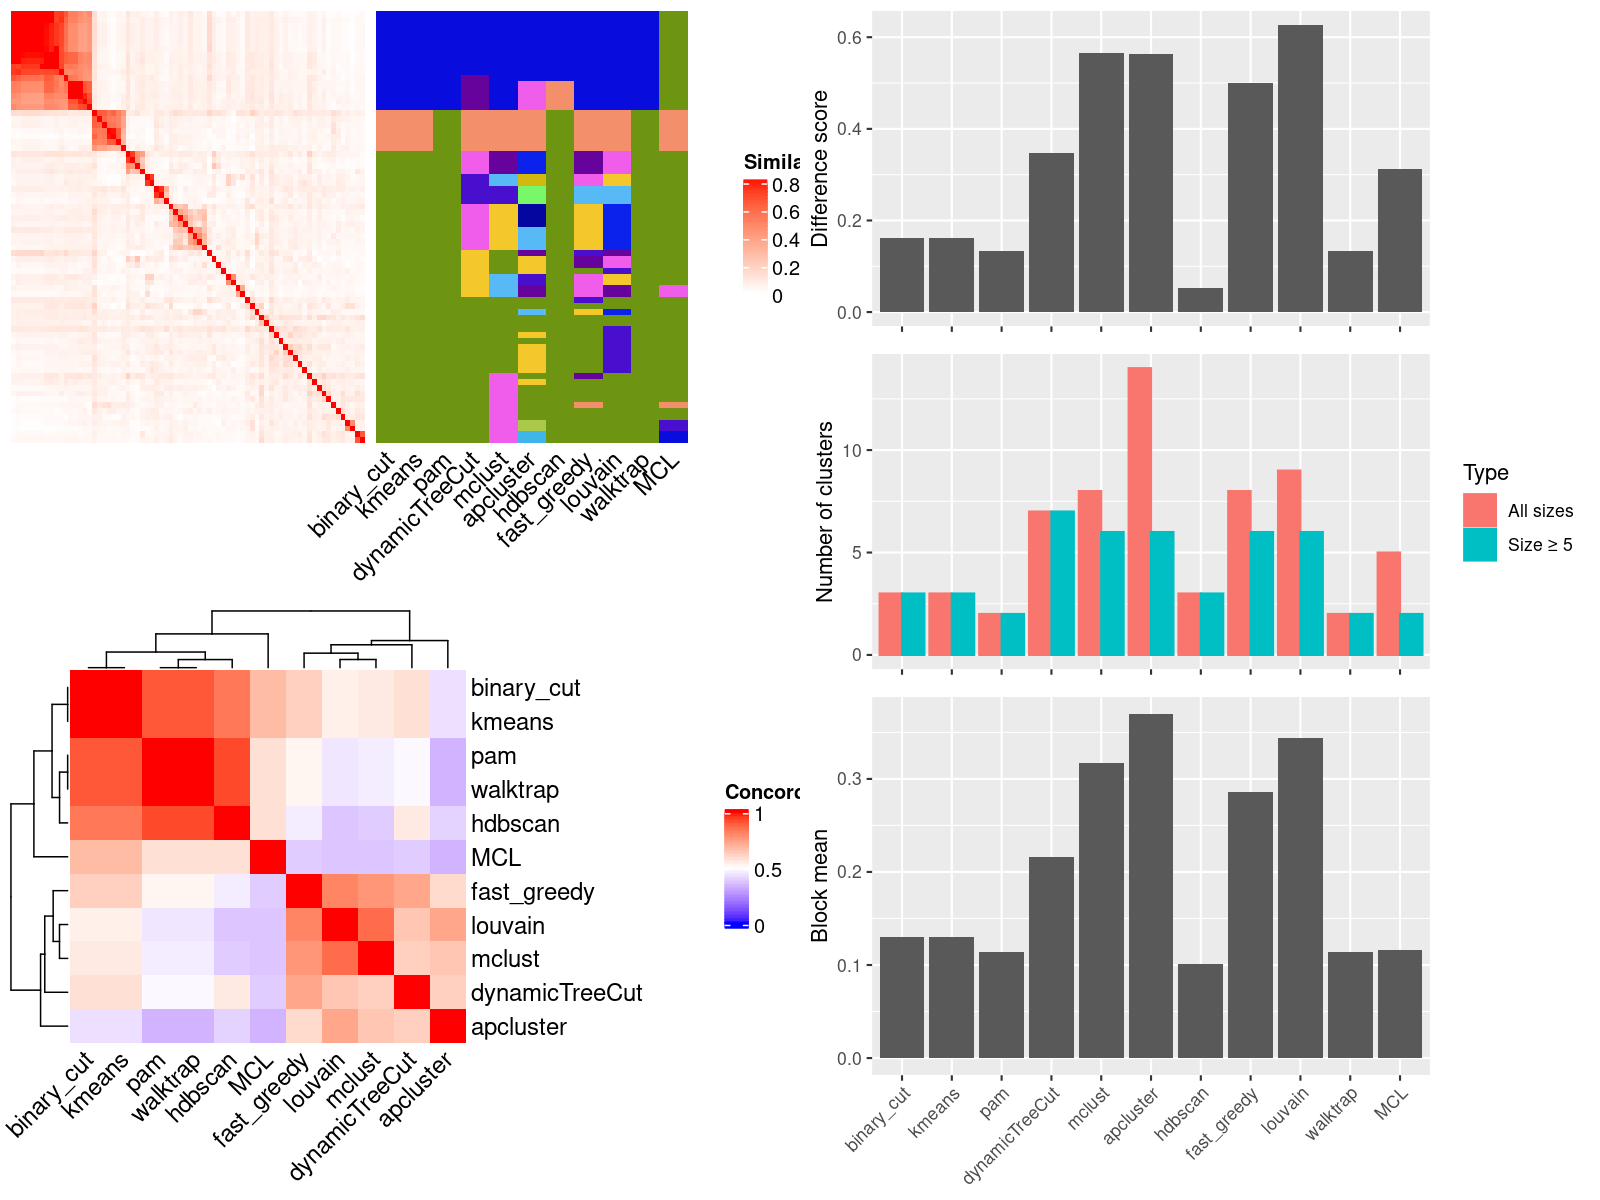 Simila
0.8
0.6
0.4
0.2
0
binary_cut
kmeans
pam
dynamicTreeCut
mclust
apcluster
hdbscan
fast_greedy
louvain
walktrap
MCL
Difference score
0.6
0.4
0.2
0.0
Number of clusters
10
5
0
Type
All sizes
Size ≥ 5
binary_cut
kmeans
pam
walktrap
hdbscan
MCL
fast_greedy
louvain
mclust
dynamicTreeCut
apcluster
binary_cut
kmeans
pam
walktrap
hdbscan
MCL
fast_greedy
louvain
mclust
dynamicTreeCut
apcluster
Concord
1
0.5
0
Block mean
0.3
0.2
0.1
0.0
binary_cut
kmeans
pam
dynamicTreeCut
mclust
apcluster
hdbscan
fast_greedy
louvain
walktrap
MCL